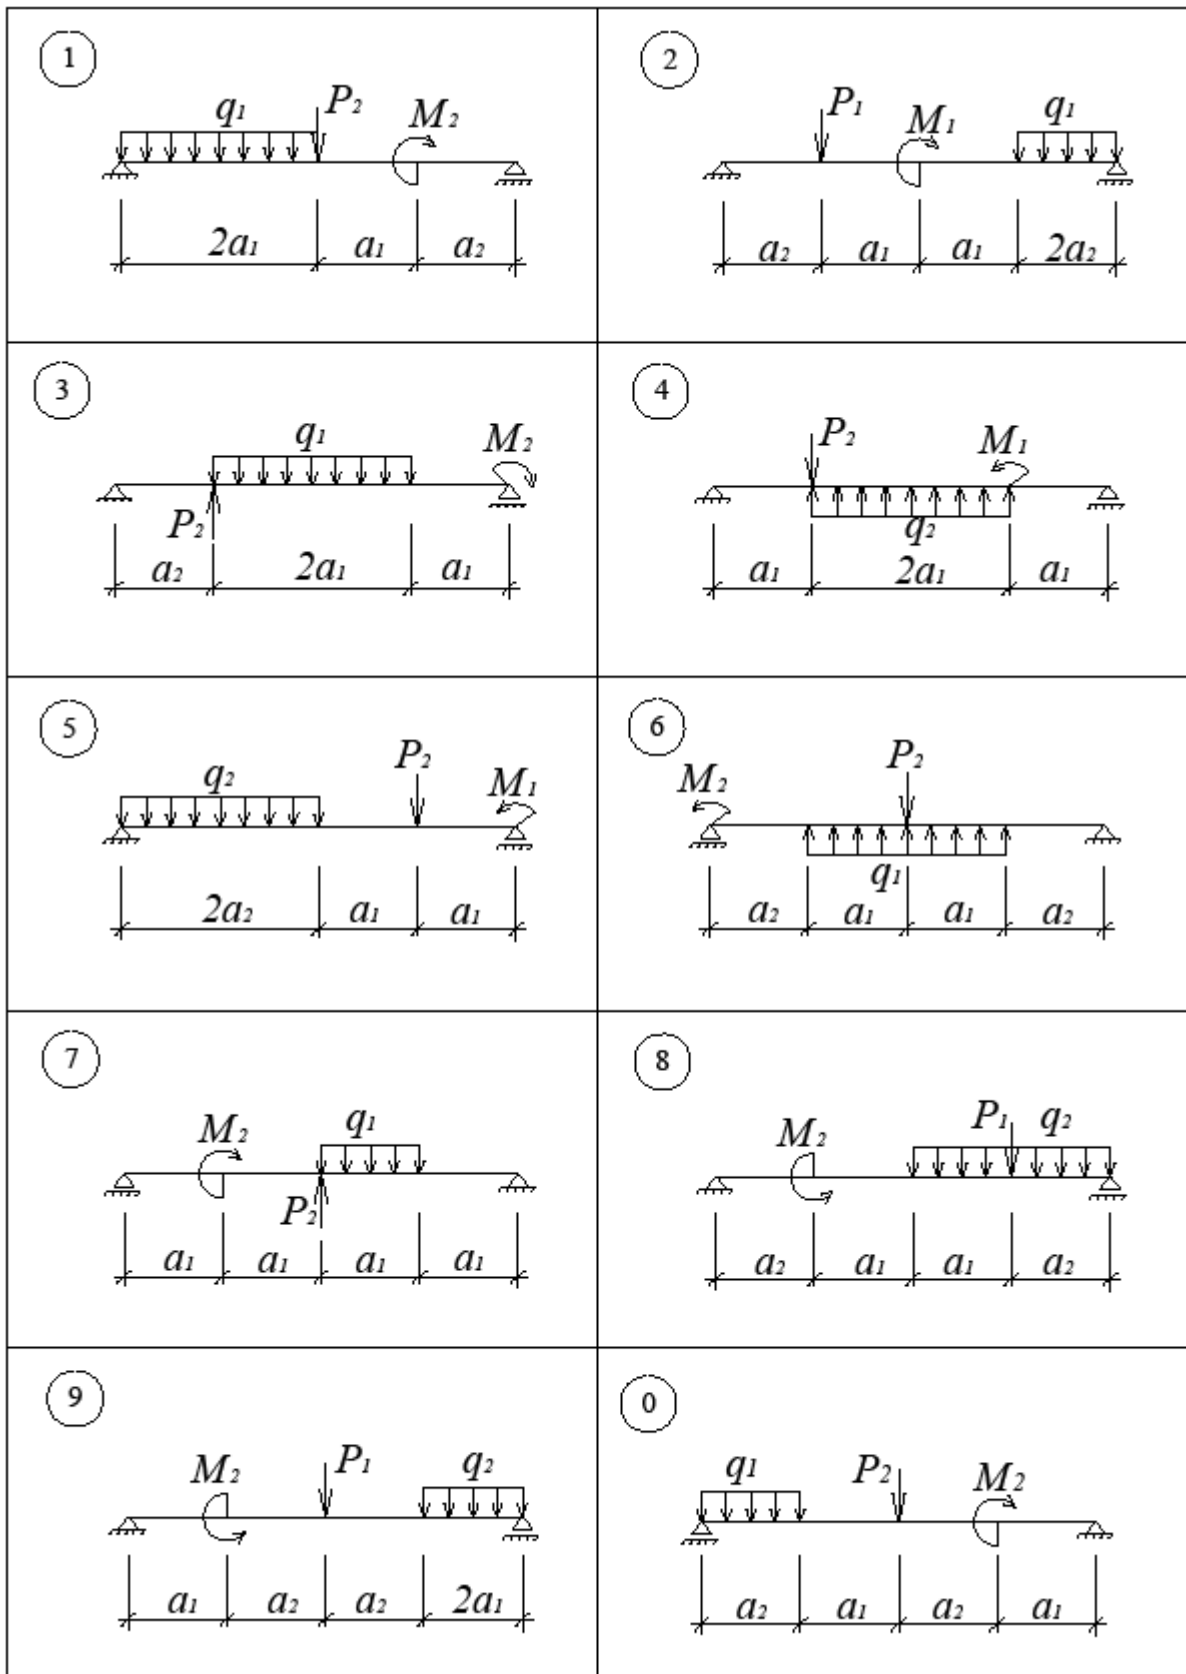 1
q₁ P₂ M₂
2a₁ a₁ a₂
2
P₁ M₁ q₁
a₂ a₁ a₁ 2a₂
3
q₁ M₂
P₂
a₂ 2a₁ a₁
4
P₂ M₁
q₂
a₁ 2a₁ a₁
5
q₂ P₂ M₁
2a₂ a₁ a₁
6
M₂ P₂
q₁
a₂ a₁ a₁ a₂
7
M₂ q₁
P₂
a₁ a₁ a₁ a₁
8
M₂ P₁ q₂
a₂ a₁ a₁ a₂
9
M₂ P₁ q₂
a₁ a₂ a₂ 2a₁
0
q₁ P₂ M₂
a₂ a₁ a₂ a₁